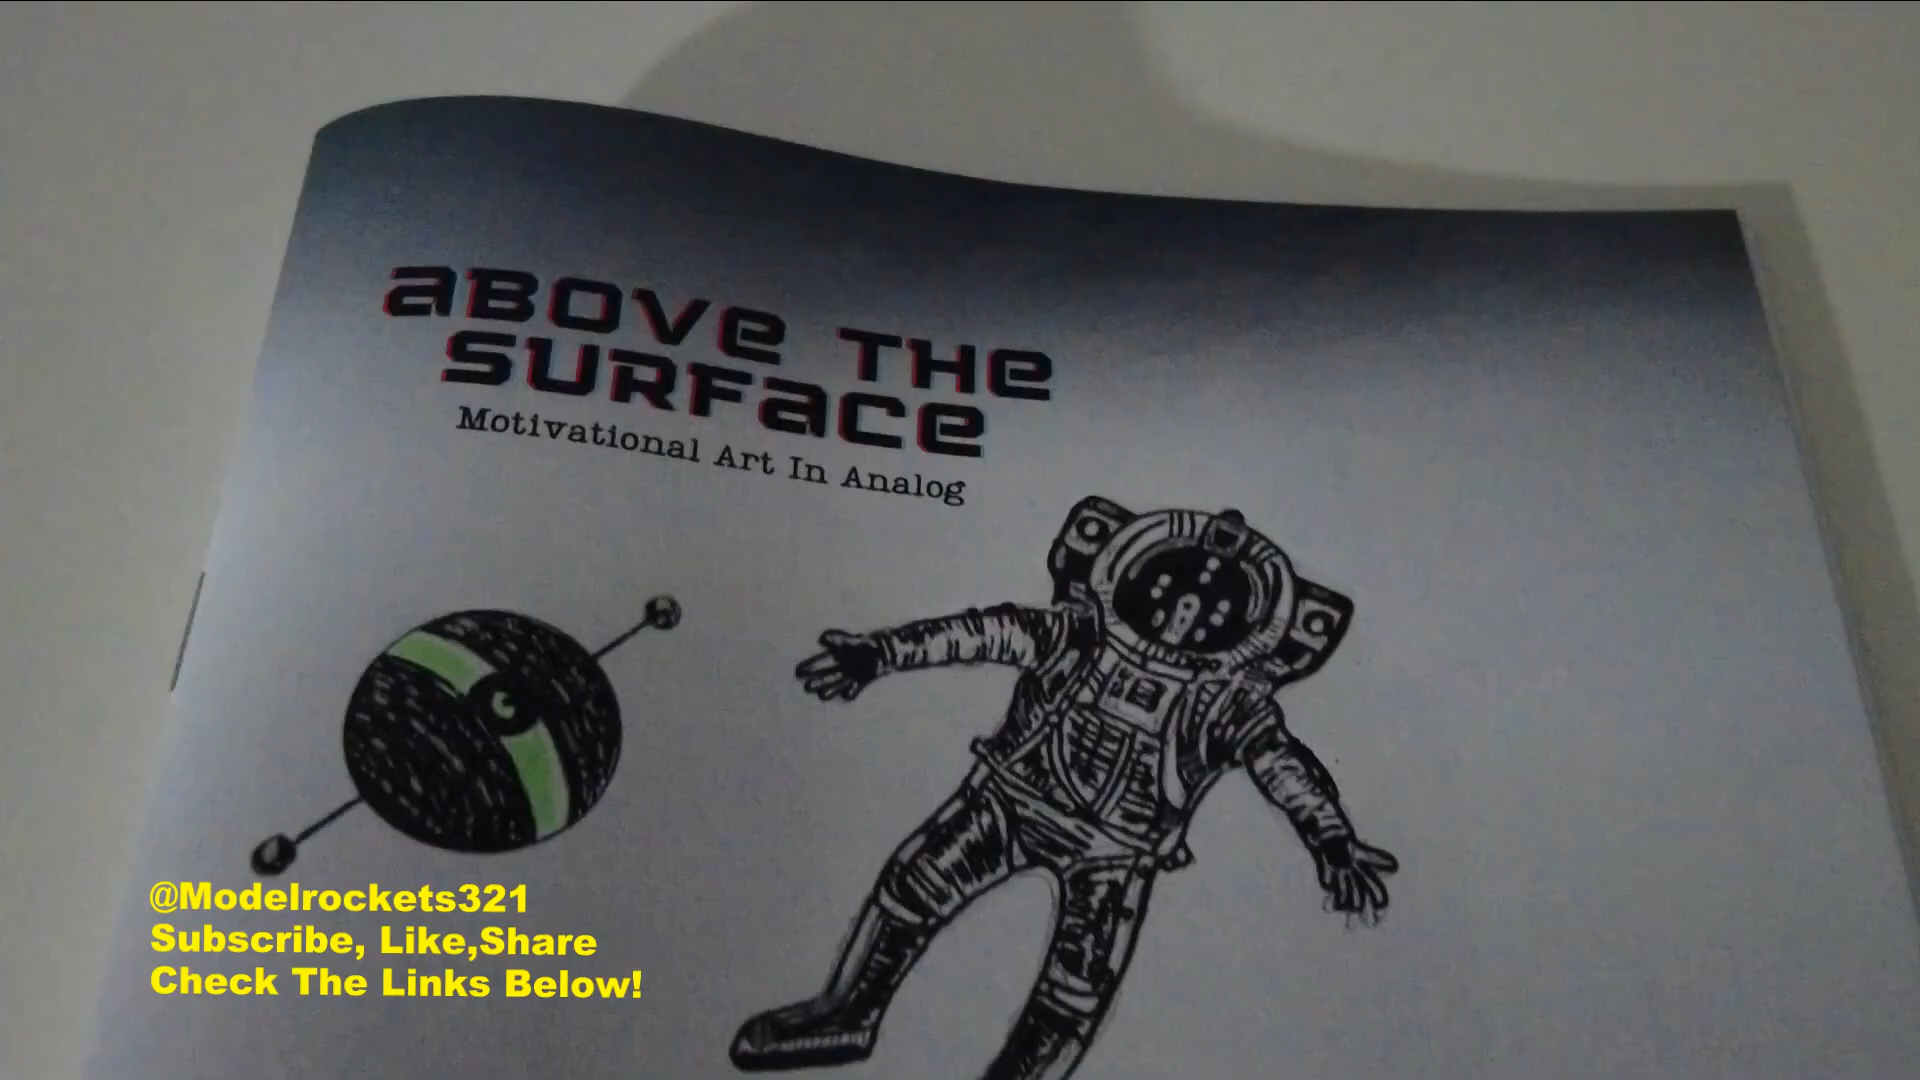 aBOVe THe
SURFaCe
Motivational Art In Analog
@Modelrockets321
Subscribe, Like,Share
Check The Links Below!